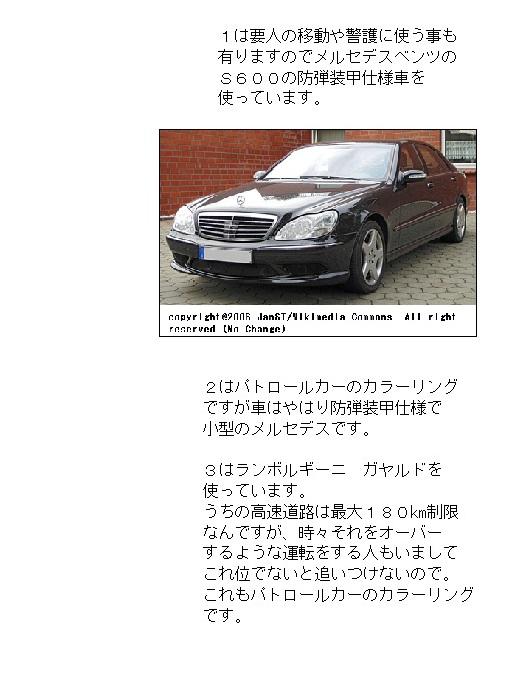 １は要人の移動や警護に使う事も
有りますのでメルセデスベンツの
Ｓ６００の防弾装甲仕様車を
使っています。
copyright@2006 JanST/Wikimedia Commons  All right
reserved (No Change)
２はパトロールカーのカラーリング
ですが車はやはり防弾装甲仕様で
小型のメルセデスです。
３はランボルギーニ　ガヤルドを
使っています。
うちの高速道路は最大１８０km制限
なんですが、時々それをオーバー
するような運転をする人もいまして
これ位でないと追いつけないので。
これもパトロールカーのカラーリング
です。